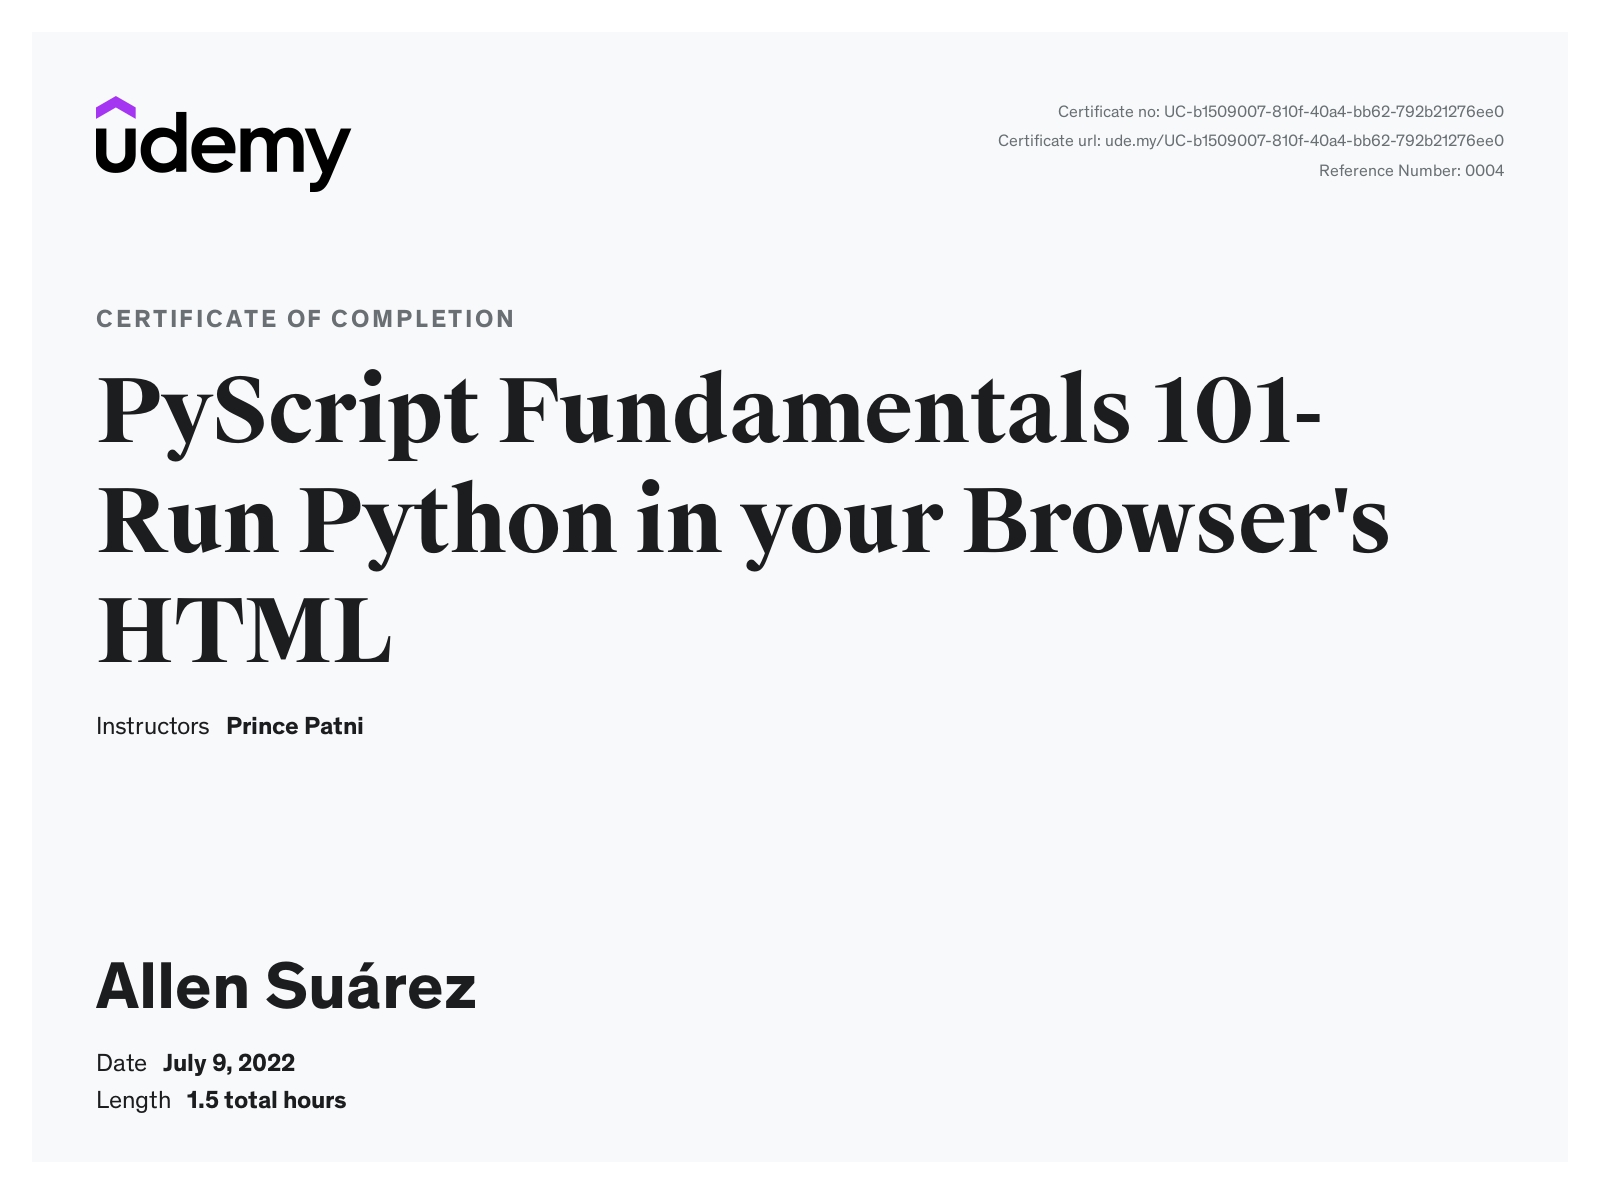 udemy
Certificate no: UC-b1509007-810f-40a4-bb62-792b21276ee0
Certificate url: ude.my/UC-b1509007-810f-40a4-bb62-792b21276ee0
Reference Number: 0004
CERTIFICATE OF COMPLETION
PyScript Fundamentals 101-
Run Python in your Browser's
HTML
Instructors Prince Patni
Allen Suárez
Date July 9, 2022
Length 1.5 total hours